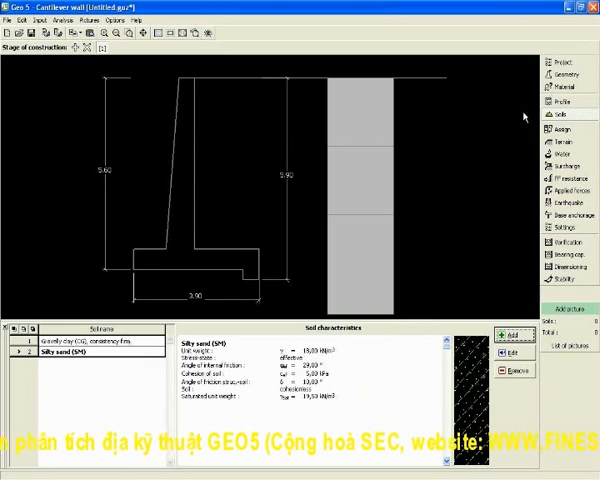 Geo 5 - Cantilever wall [Untitled.guz*]
File Edit Input Analysis Pictures Options Help
Stage of construction: [1]
Project
Geometry
Material
Profile
Soils
Assign
Terrain
Water
Surcharge
FF resistance
Applied forces
Earthquake
Base anchorage
Settings
Verification
Bearing cap.
Dimensioning
Stability
5.60
5.90
3.90
Add picture
Soils : 0
Total : 0
List of pictures
Soil name
1 Gravelly clay (CG), consistency firm
2 Silty sand (SM)
Soil characteristics
Silty sand (SM)
Unit weight : γ = 18,00 kN/m³
Stress-state : effective
Angle of internal friction : φef = 29,00 °
Cohesion of soil : cef = 5,00 kPa
Angle of friction struc.-soil : δ = 10,00 °
Soil : cohesionless
Saturated unit weight : γsat = 19,50 kN/m³
Add
Edit
Remove
phân tích địa kỹ thuật GEO5 (Cộng hoà SEC, website: WWW.FINES